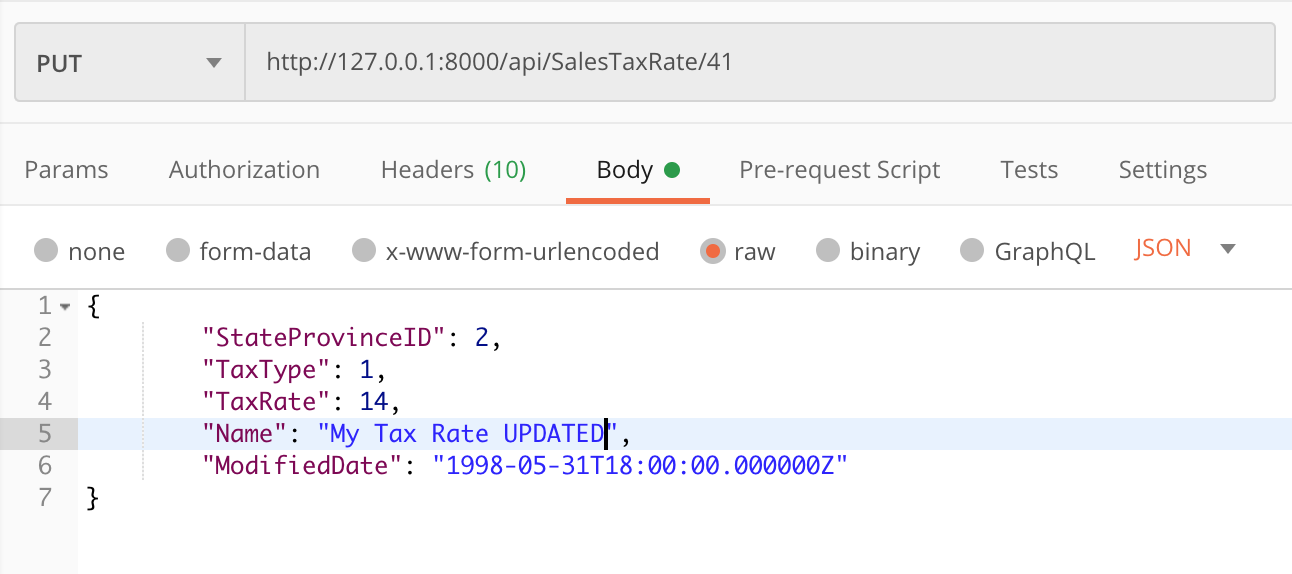 PUT http://127.0.0.1:8000/api/SalesTaxRate/41
Params Authorization Headers (10) Body Pre-request Script Tests Settings
none form-data x-www-form-urlencoded raw binary GraphQL JSON
1 {
2 "StateProvinceID": 2,
3 "TaxType": 1,
4 "TaxRate": 14,
5 "Name": "My Tax Rate UPDATED",
6 "ModifiedDate": "1998-05-31T18:00:00.000000Z"
7 }